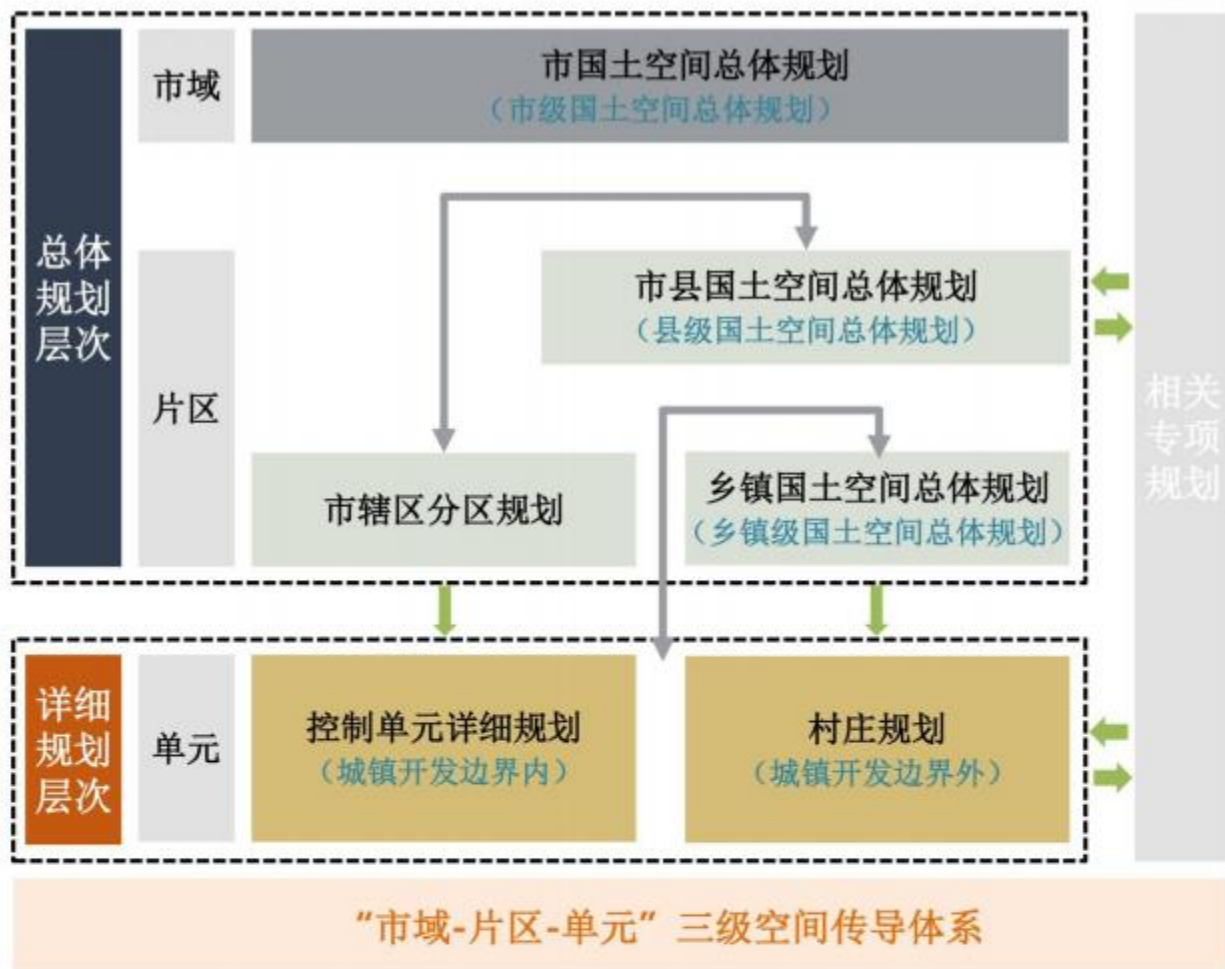 总体
规划
层次
市域
市国土空间总体规划
（市级国土空间总体规划）
片区
市县国土空间总体规划
（县级国土空间总体规划）
市辖区分区规划
乡镇国土空间总体规划
（乡镇级国土空间总体规划）
相关
专项
规划
详细
规划
层次
单元
控制单元详细规划
（城镇开发边界内）
村庄规划
（城镇开发边界外）
“市域-片区-单元”三级空间传导体系